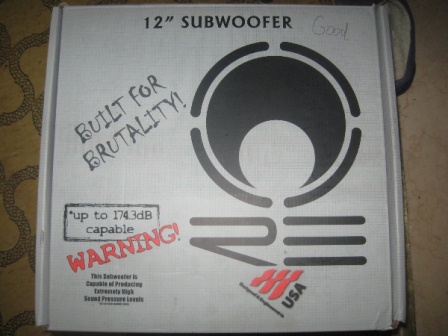 12" SUBWOOFER
Good
BUILT FOR
BRUTALITY!
*up to 174.3dB
capable
WARNING!
This Subwoofer is
Capable of Producing
Extremely High
Sound Pressure Levels
RE
USA